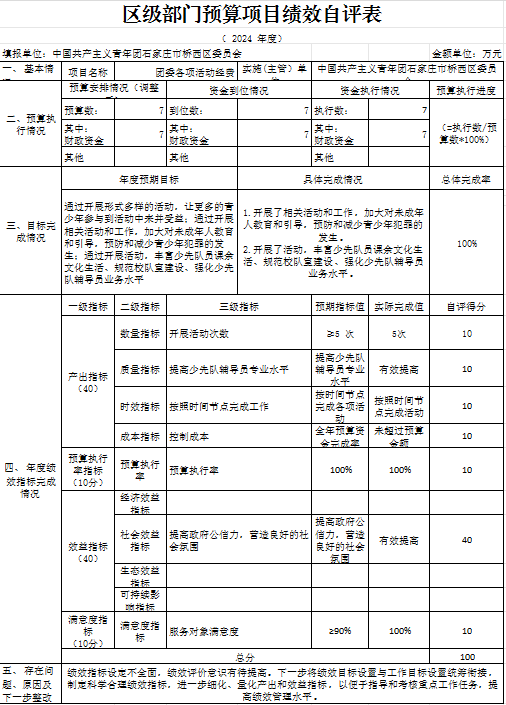 区级部门预算项目绩效自评表
（ 2024 年度）
填报单位：中国共产主义青年团石家庄市桥西区委员会 金额单位：万元
一、 基本情 项目名称 团委各项活动经费 实施(主管）单 中国共产主义青年团石家庄市桥西区委员
二、预算执行情况
预算安排情况（调整 资金到位情况 资金执行情况 预算执行进度
预算数： 7 到位数： 7 执行数： 7
（=执行数/预算数*100%）
其中：
财政资金 7 其中：
财政资金 7 其中：
财政资金 7
其他 其他 其他
三、目标完成情况
年度预期目标 具体完成情况 总体完成率
通过开展形式多样的活动，让更多的青
少年参与到活动中来并受益；通过开展
相关活动和工作，加大对未成年人教育
和引导，预防和减少青少年犯罪的发
生；通过开展活动，丰富少先队员课余
文化生活、规范校队室建设、强化少先
队辅导员业务水平
1.开展了相关活动和工作，加大对未成年
人教育和引导，预防和减少青少年犯罪的
发生。
2.开展了活动，丰富少先队员课余文化生
活、规范校队室建设、强化少先队辅导员
业务水平。
100%
四、 年度绩效指标完成情况
一级指标 二级指标 三级指标 预期指标值 实际完成值 自评得分
产出指标
（40）
数量指标 开展活动次数 ≥5 次 5次 10
质量指标 提高少先队辅导员专业水平 提高少先队
辅导员专业
水平 有效提高 10
时效指标 按照时间节点完成工作 按时间节点
完成各项活
动 按照时间节
点完成活动 10
成本指标 控制成本 全年预算资
金完成率 未超过预算
金额 10
预算执行
率指标
（10分） 预算执行
率 预算执行率 100% 100% 10
效益指标
（40）
经济效益
指标
社会效益
指标 提高政府公信力，营造良好的社
会氛围 提高政府公
信力，营造
良好的社会
氛围 有效提高 40
生态效益
指标
可持续影
响指标
满意度指
标
（10分） 满意度指标 服务对象满意度 ≥90% 100% 10
总分 100
五、 存在问
题、原因及
下一步整改
绩效指标设定不全面，绩效评价意识有待提高。下一步将绩效目标设置与工作目标设置统筹衔接，
制定科学合理绩效指标，进一步细化、量化产出和效益指标，以便于指导和考核重点工作任务，提
高绩效管理水平。